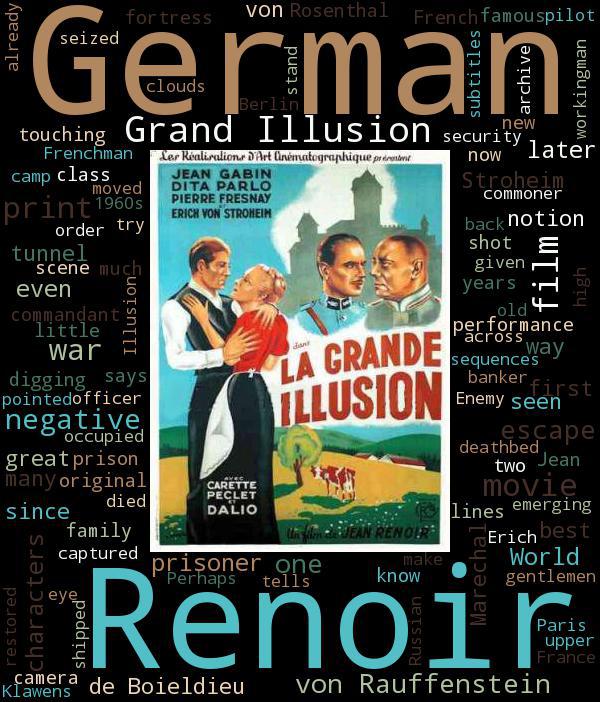 already
fortress
von
Rosenthal
French
famous
pilot
German
seized
clouds
stand
Berlin
subtitles
archive
workingman
touching
Grand Illusion
security
new
Frenchman
now
later
camp
class
Stroheim
moved
commoner
print
1960s
order
try
back
notion
tunnel
shot
scene
much
given
film
high
even
years
commandant
Illusion
old
little
performance
war
across
way
digging
says
sequences
banker
first
pointed
officer
Enemy
seen
negative
occupied
escape
great
prison
deathbed
two
Jean
many
original
movie
died
since
lines
emerging
family
Erich
best
captured
Marechal
World
prisoner
one
make
Perhaps
tells
know
gentlemen
characters
restored
eye
shipped
Renoir
Russian
Paris
upper
France
camera
Klawens
de Boieldieu
von Rauffenstein
Les Réalisations d'Art Cinématographique présentent
JEAN GABIN
DITA PARLO
PIERRE FRESNAY
ET
ERICH VON STROHEIM
dans
LA GRANDE
ILLUSION
AVEC
CARETTE
PECLET
ET
DALIO
Un film de JEAN RENOIR